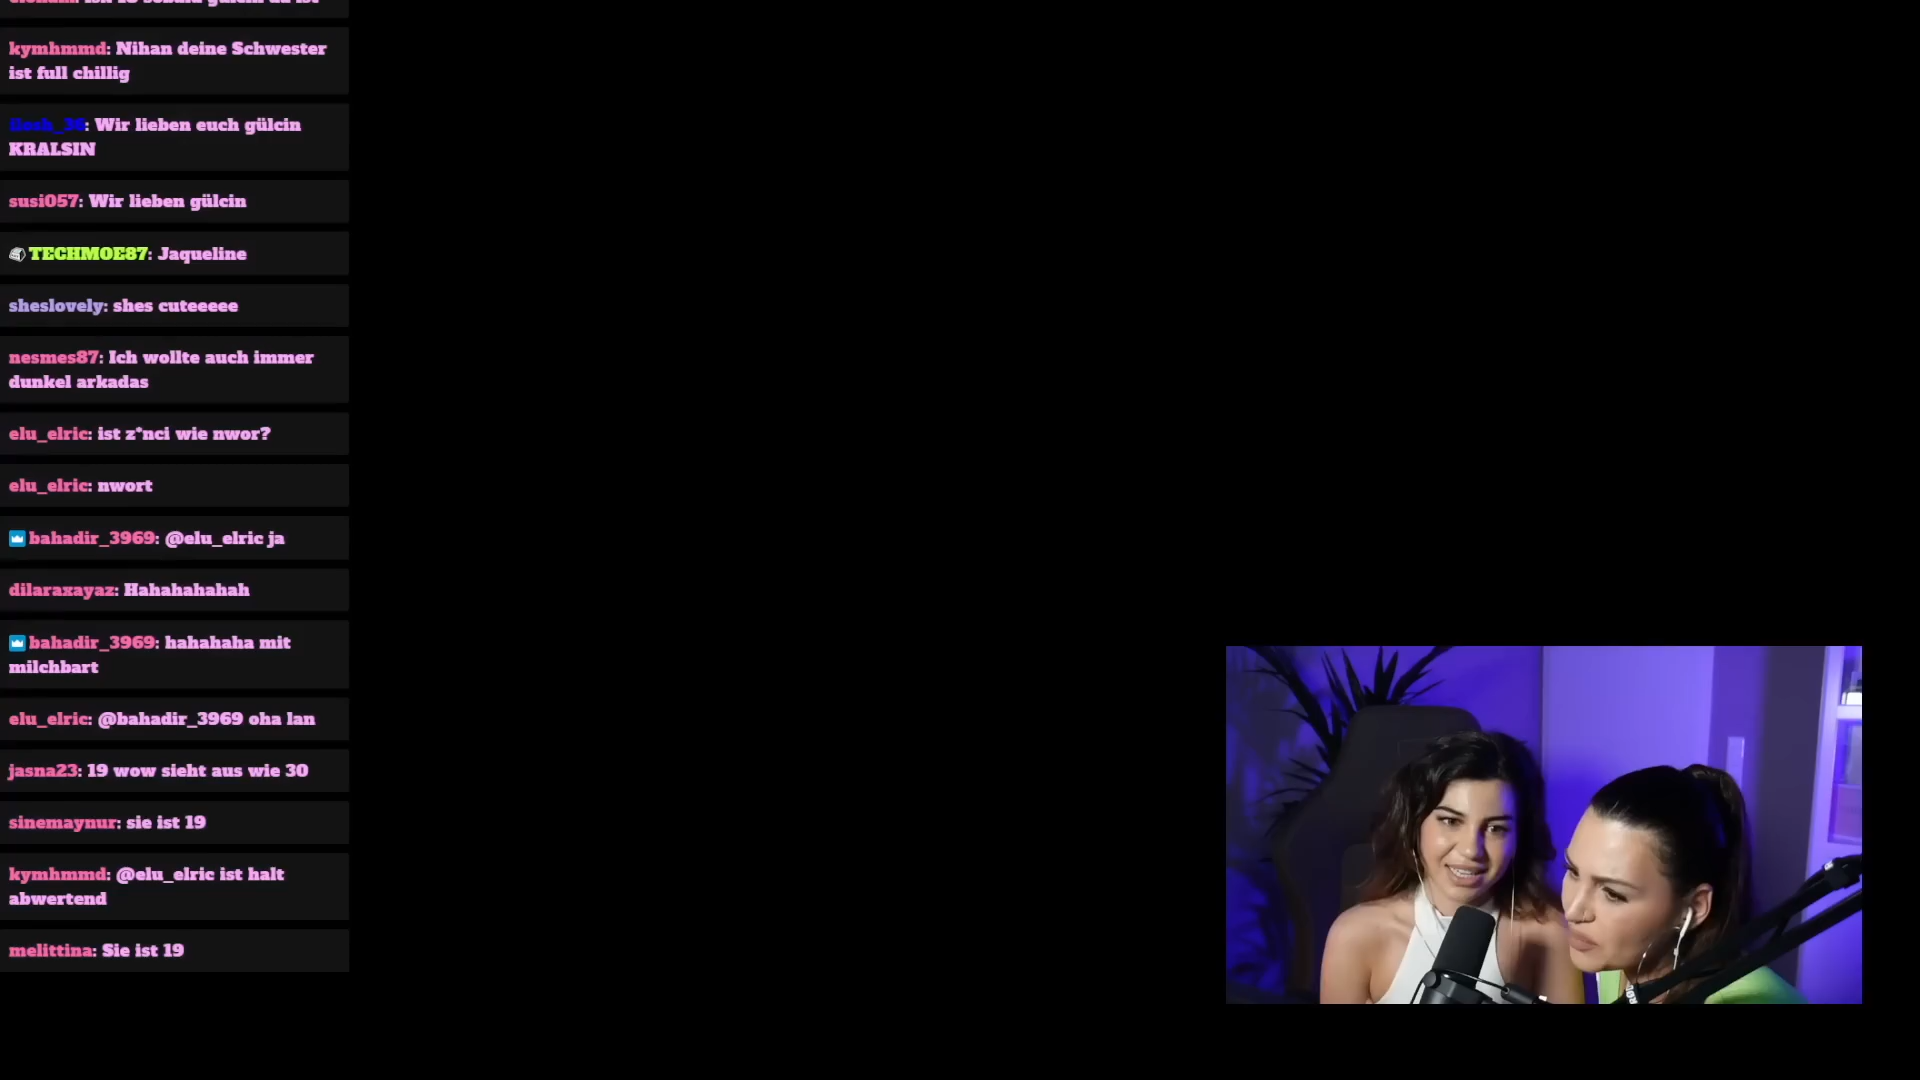 kymhmmd: Nihan deine Schwester
ist full chillig
: Wir lieben euch gülcin
KRALSIN
susi057: Wir lieben gülcin
TECHMOE87: Jaqueline
sheslovely: shes cuteeeee
nesmes87: Ich wollte auch immer
dunkel arkadas
elu_elric: ist z*nci wie nwor?
elu_elric: nwort
bahadir_3969: @elu_elric ja
dilaraxayaz: Hahahahahah
bahadir_3969: hahahaha mit
milchbart
elu_elric: @bahadir_3969 oha lan
jasna23: 19 wow sieht aus wie 30
sinemaynur: sie ist 19
kymhmmd: @elu_elric ist halt
abwertend
melittina: Sie ist 19